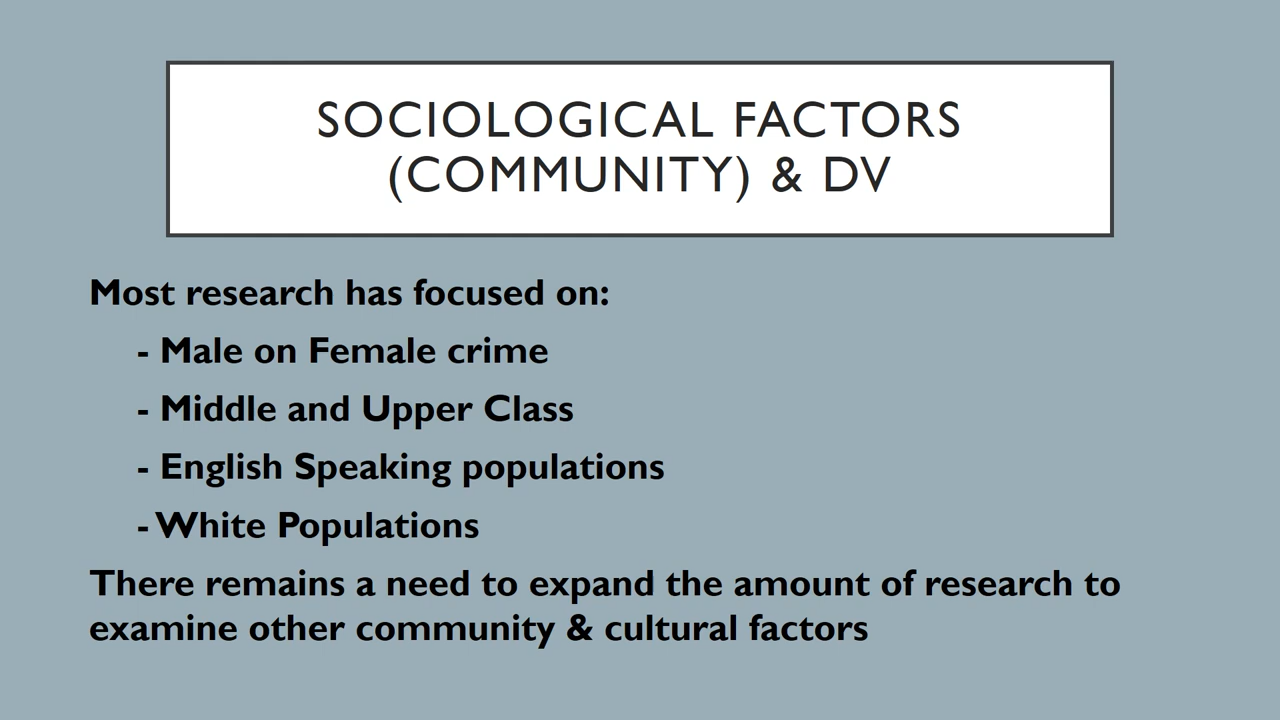 SOCIOLOGICAL FACTORS
(COMMUNITY) & DV
Most research has focused on:
- Male on Female crime
- Middle and Upper Class
- English Speaking populations
- White Populations
There remains a need to expand the amount of research to
examine other community & cultural factors